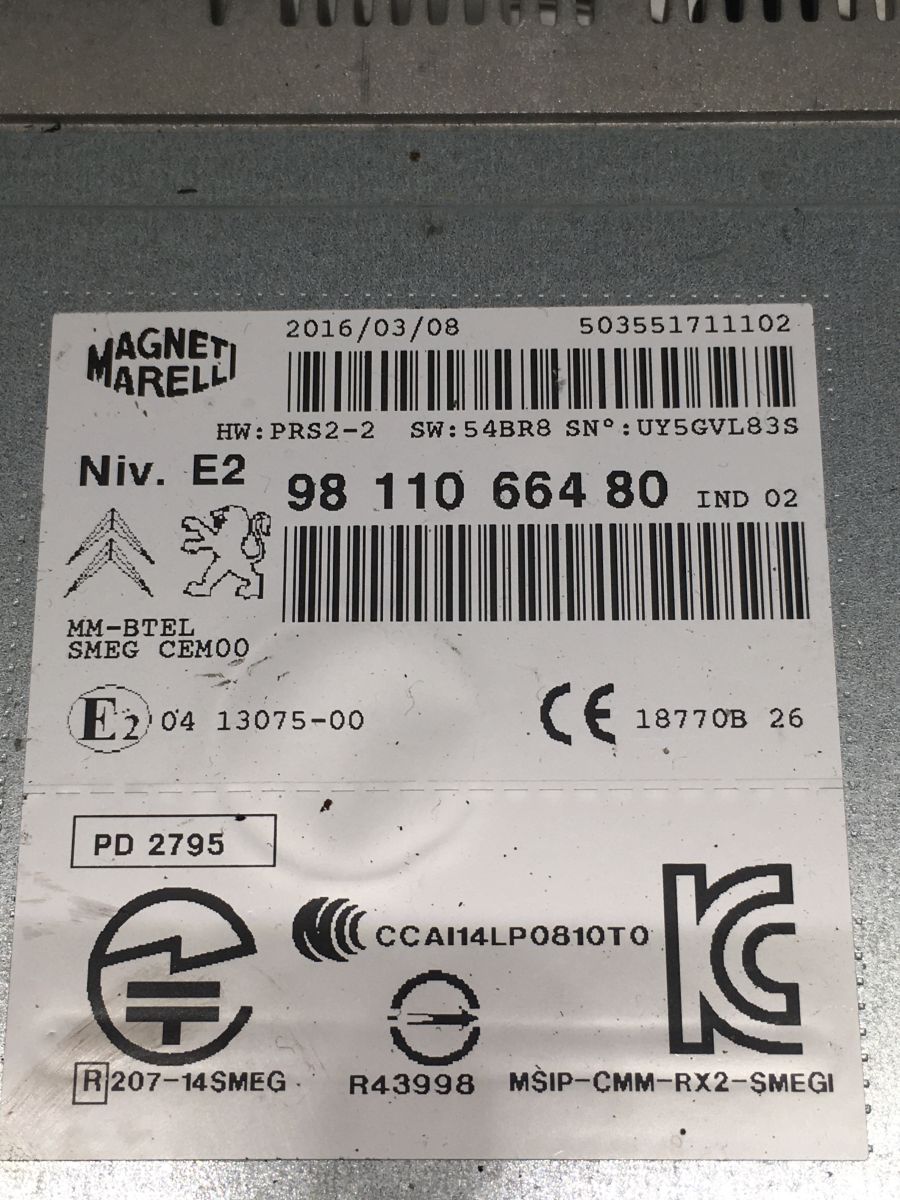 MAGNETI MARELLI
2016/03/08 503551711102
HW:PRS2-2 SW:54BR8 SN°:UY5GVL83S
Niv. E2
98 110 664 80 IND 02
MM-BTEL
SMEG CEM00
E2 04 13075-00 CE 18770B 26
PD 2795
CCAI14LP0810T0
R 207-14SMEG R43998 MSIP-CMM-RX2-SMEGI